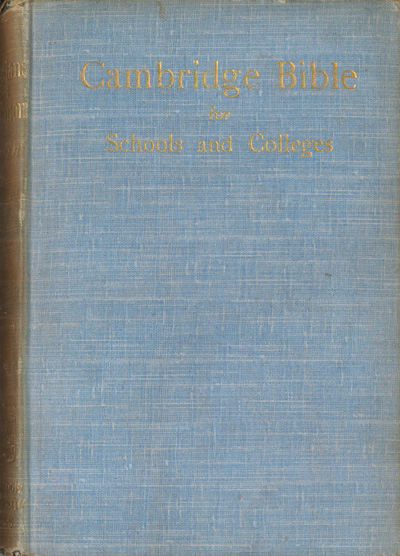 Cambridge Bible
for
Schools and Colleges